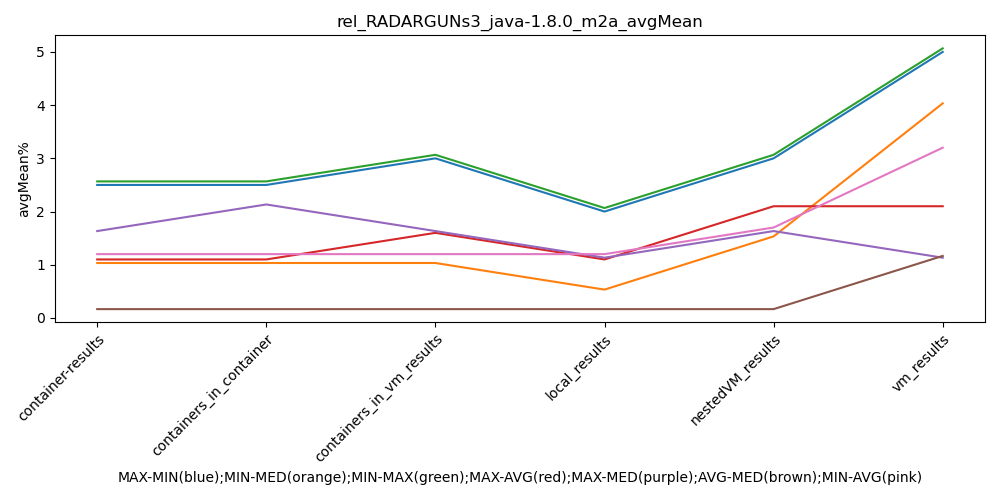 rel_RADARGUNs3_java-1.8.0_m2a_avgMean
avgMean%
5
4
3
2
1
0
container-results
containers_in_container
containers_in_vm_results
local_results
nestedVM_results
vm_results
MAX-MIN(blue);MIN-MED(orange);MIN-MAX(green);MAX-AVG(red);MAX-MED(purple);AVG-MED(brown);MIN-AVG(pink)